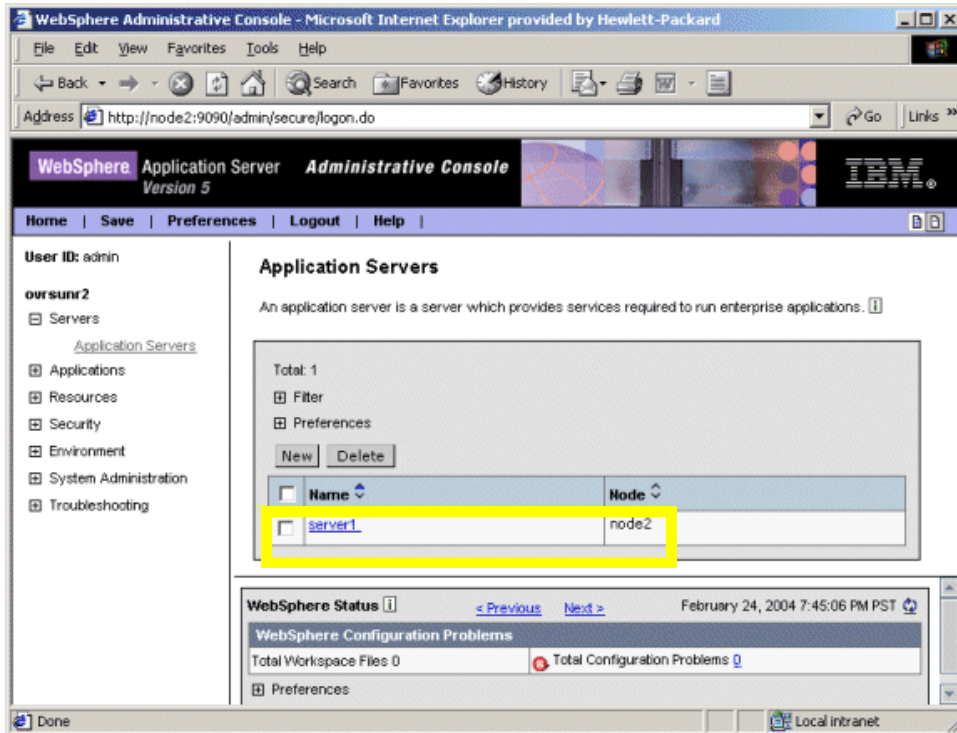 WebSphere Administrative Console - Microsoft Internet Explorer provided by Hewlett-Packard
File Edit View Favorites Tools Help
Back Search Favorites History
Address http://node2:9090/admin/secure/logon.do Go Links »
WebSphere Application Server Administrative Console
Version 5
IBM
Home | Save | Preferences | Logout | Help |
User ID: admin
ovrsunr2
Servers
Application Servers
Applications
Resources
Security
Environment
System Administration
Troubleshooting
Application Servers
An application server is a server which provides services required to run enterprise applications. i
Total: 1
Filter
Preferences
New Delete
Name Node
server1 node2
WebSphere Status i < Previous Next > February 24, 2004 7:45:06 PM PST
WebSphere Configuration Problems
Total Workspace Files 0 Total Configuration Problems 0
Preferences
Done Local intranet